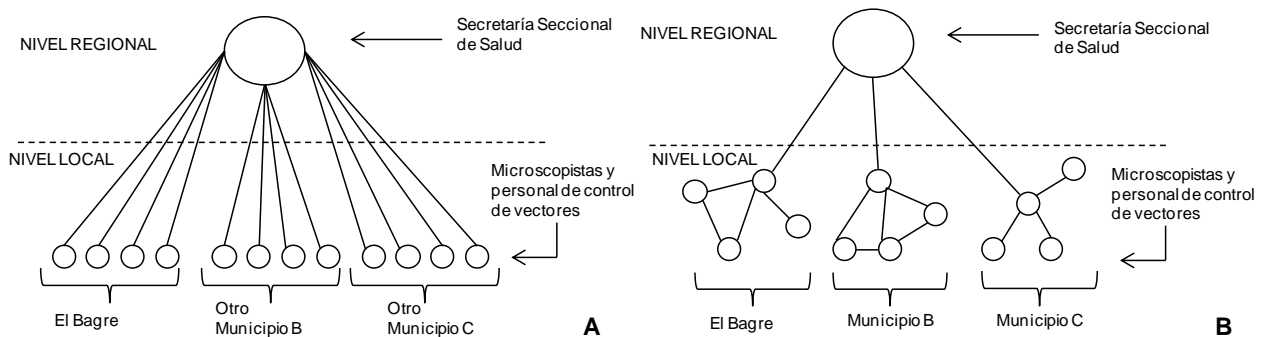 NIVEL REGIONAL
Secretaría Seccional
de Salud
NIVEL LOCAL
Microscopistas y
personal de control
de vectores
El Bagre
Otro
Municipio B
Otro
Municipio C
A
NIVEL REGIONAL
Secretaría Seccional
de Salud
NIVEL LOCAL
Microscopistas y
personal de control
de vectores
El Bagre
Municipio B
Municipio C
B